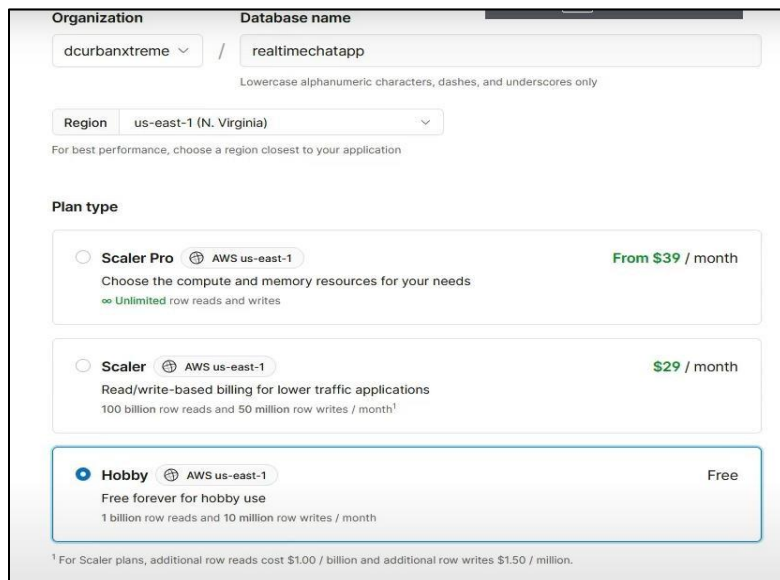 Organization Database name
dcurbanxtreme / realtimechatapp
Lowercase alphanumeric characters, dashes, and underscores only
Region us-east-1 (N. Virginia)
For best performance, choose a region closest to your application
Plan type
Scaler Pro AWS us-east-1 From $39 / month
Choose the compute and memory resources for your needs
∞ Unlimited row reads and writes
Scaler AWS us-east-1 $29 / month
Read/write-based billing for lower traffic applications
100 billion row reads and 50 million row writes / month¹
Hobby AWS us-east-1 Free
Free forever for hobby use
1 billion row reads and 10 million row writes / month
¹ For Scaler plans, additional row reads cost $1.00 / billion and additional row writes $1.50 / million.